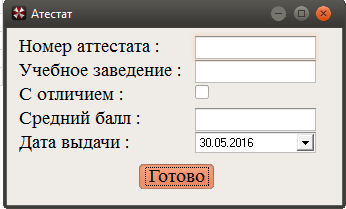 Атестат
Номер аттестата :
Учебное заведение :
С отличием :
Средний балл :
Дата выдачи : 30.05.2016
Готово